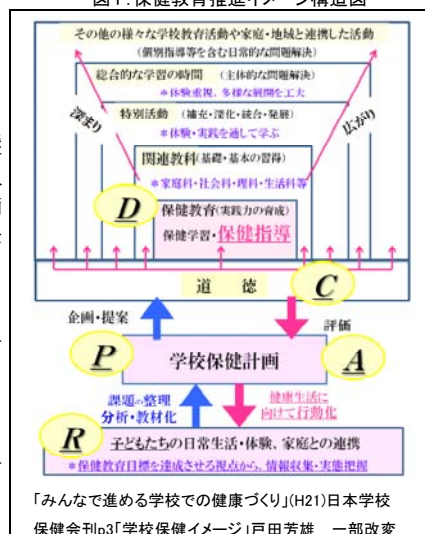 図1.保健教育推進イメージ構造図
その他の様々な学校教育活動や家庭・地域と連携した活動
(個別指導等を含む日常的な問題解決)
総合的な学習の時間 (主体的な問題解決)
*体験重視、多様な展開を工夫
特別活動 (補充・深化・統合・発展)
*体験・実践を通して学ぶ
深まり
広がり
関連教科(基礎・基本の習得)
*家庭科・社会科・理科・生活科等
D
保健教育(実践力の育成)
保健学習・保健指導
道 徳
C
企画・提案
評価
P
学校保健計画
A
課題の整理
分析・教材化
健康生活に
向けて行動化
R
子どもたちの日常生活・体験、家庭との連携
*保健教育目標を達成させる視点から、情報収集・実態把握
「みんなで進める学校での健康づくり」(H21)日本学校
保健会刊p3「学校保健イメージ」戸田芳雄 一部改変